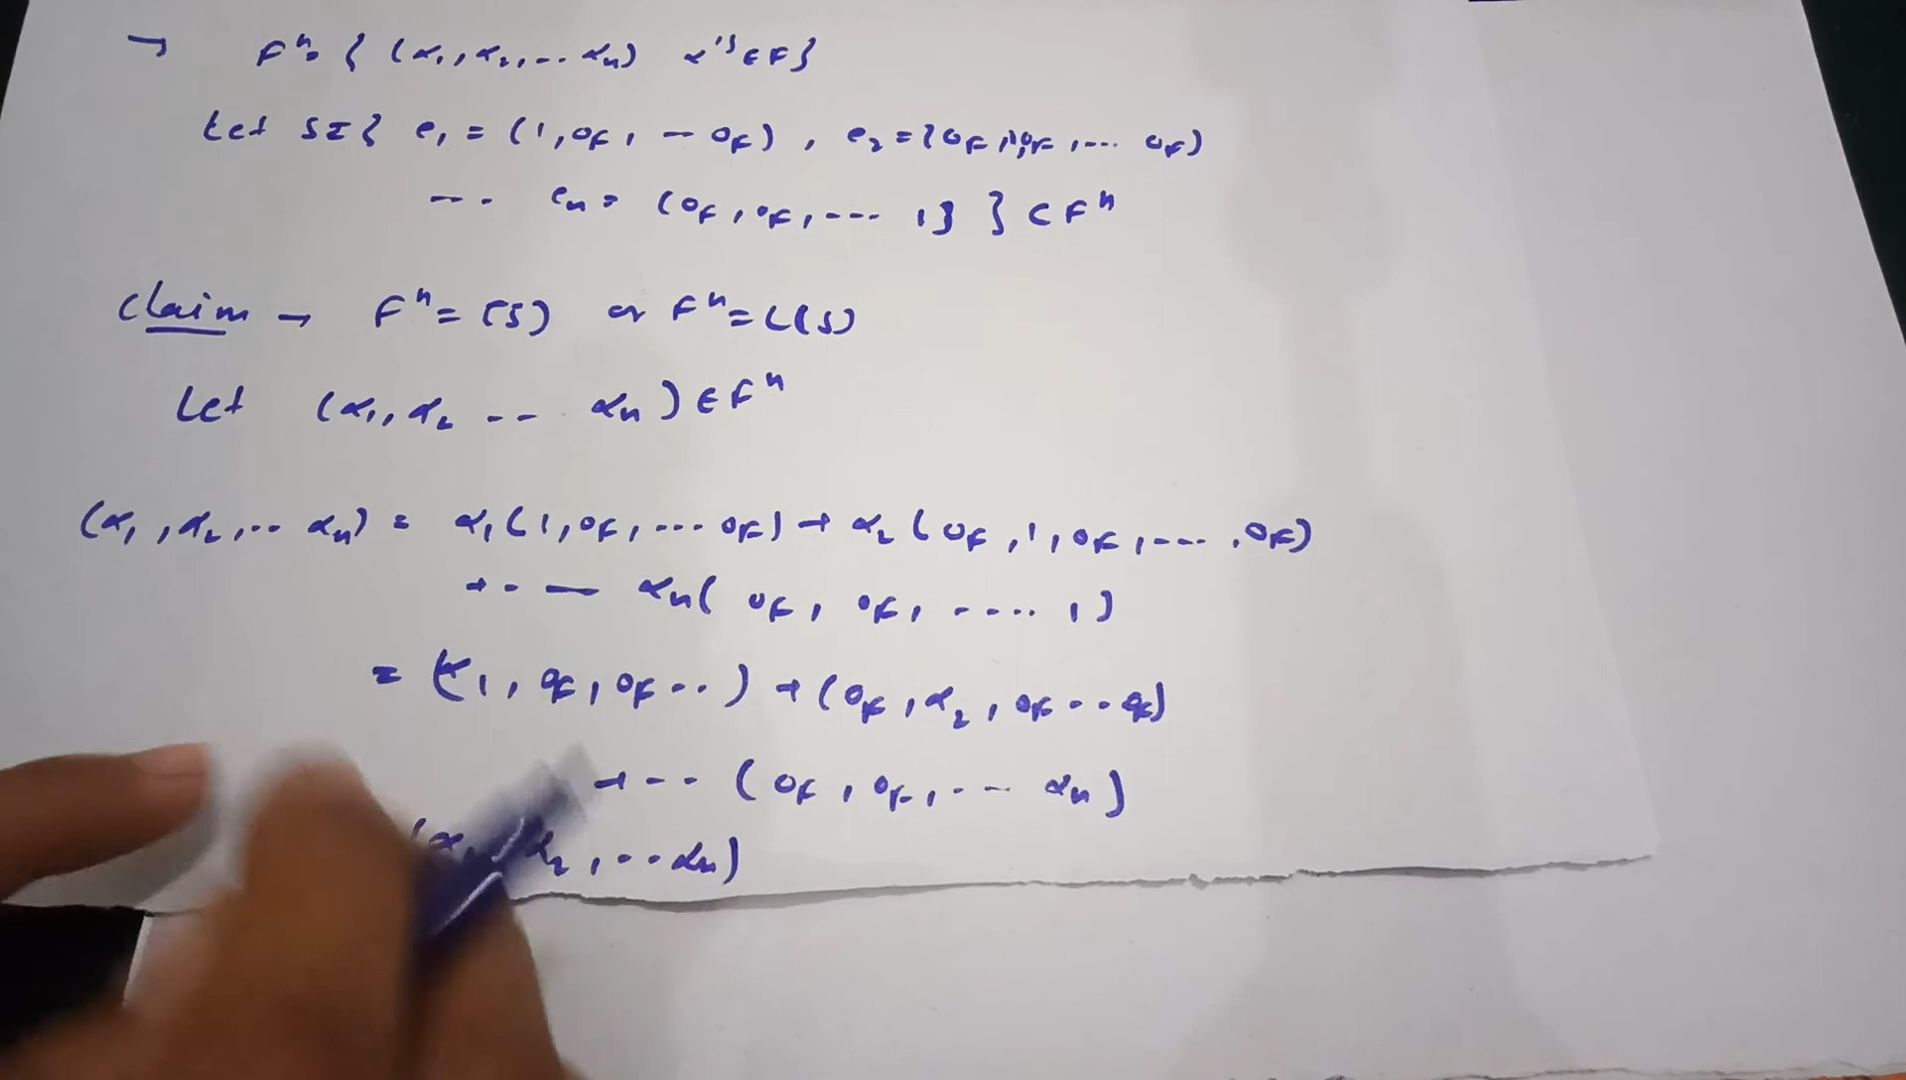 → Fⁿ = { (α₁, α₂, ... αₙ) α's ∈ F}
Let S = { e₁ = (1, 0F, — 0F) , e₂ = (0F, 1, 0F, ... 0F)
--- eₙ = (0F, 0F, --- 1) } ⊂ Fⁿ
Claim → Fⁿ = [S] or Fⁿ = L(S)
Let (α₁, α₂ -- αₙ) ∈ Fⁿ
(α₁, α₂, .. αₙ) = α₁(1, 0F, ... 0F) + α₂(0F, 1, 0F, --- , 0F)
+ - — αₙ(0F, 0F, ---- 1)
= (α₁, 0F, 0F ..) + (0F, α₂, 0F .. 0F)
+ -- (0F, 0F, --- αₙ)
(α₁, α₂, .. αₙ)